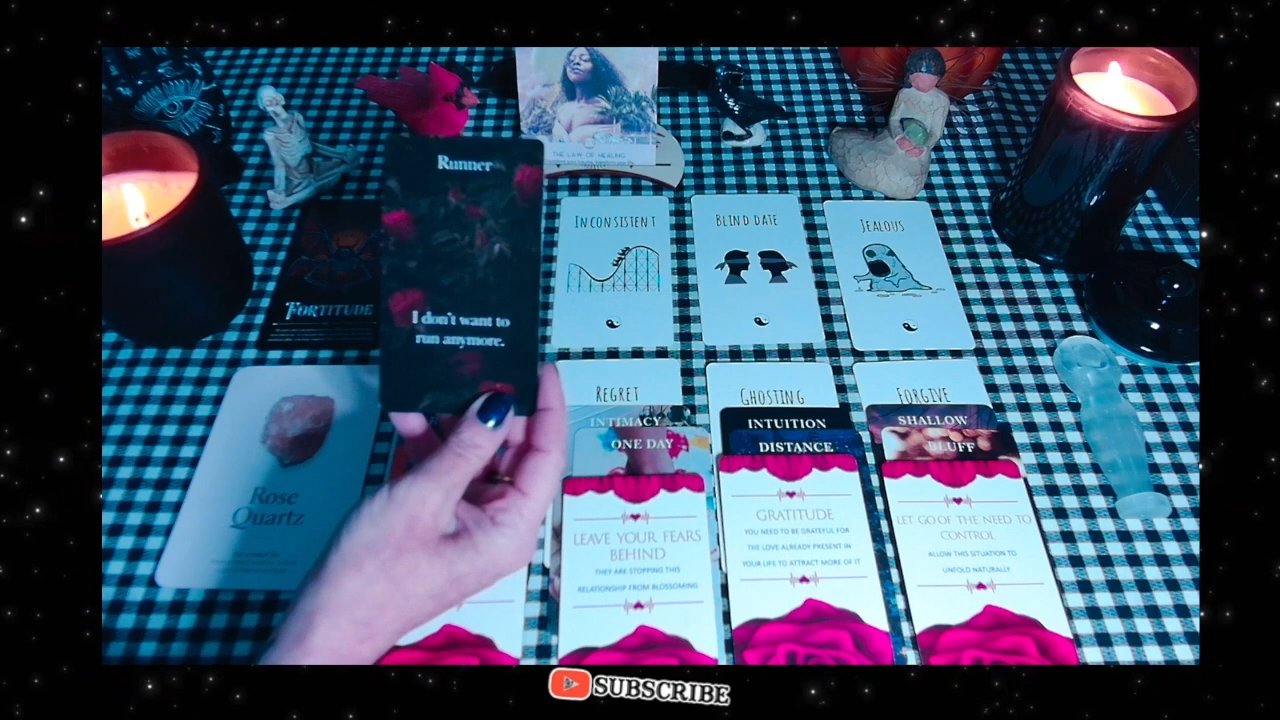 THE LAW OF HEALING
Runner
I don't want to
run anymore.
FORTITUDE
INCONSISTENT
BLIND DATE
JEALOUS
REGRET
GHOSTING
FORGIVE
INTIMACY
ONE DAY
INTUITION
DISTANCE
SHALLOW
BLUFF
Rose
Quartz
LEAVE YOUR FEARS
BEHIND
THEY ARE STOPPING THIS
RELATIONSHIP FROM BLOSSOMING
GRATITUDE
YOU NEED TO BE GRATEFUL FOR
THE LOVE ALREADY PRESENT IN
YOUR LIFE TO ATTRACT MORE OF IT
LET GO OF THE NEED TO
CONTROL
ALLOW THIS SITUATION TO
UNFOLD NATURALLY
SUBSCRIBE